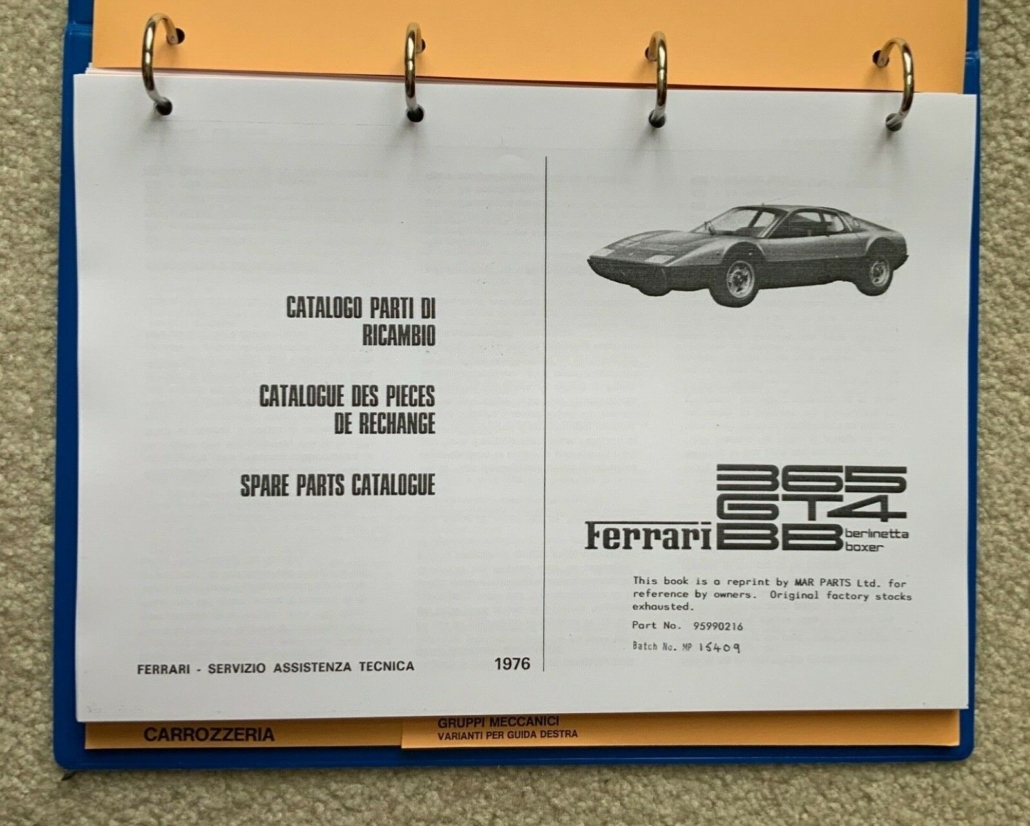 CATALOGO PARTI DI
RICAMBIO
CATALOGUE DES PIECES
DE RECHANGE
SPARE PARTS CATALOGUE
FERRARI - SERVIZIO ASSISTENZA TECNICA
1976
365
GT4
Ferrari BB berlinetta
boxer
This book is a reprint by MAR PARTS Ltd. for
reference by owners. Original factory stocks
exhausted.
Part No. 95990216
Batch No. MP 15409
CARROZZERIA
GRUPPI MECCANICI
VARIANTI PER GUIDA DESTRA